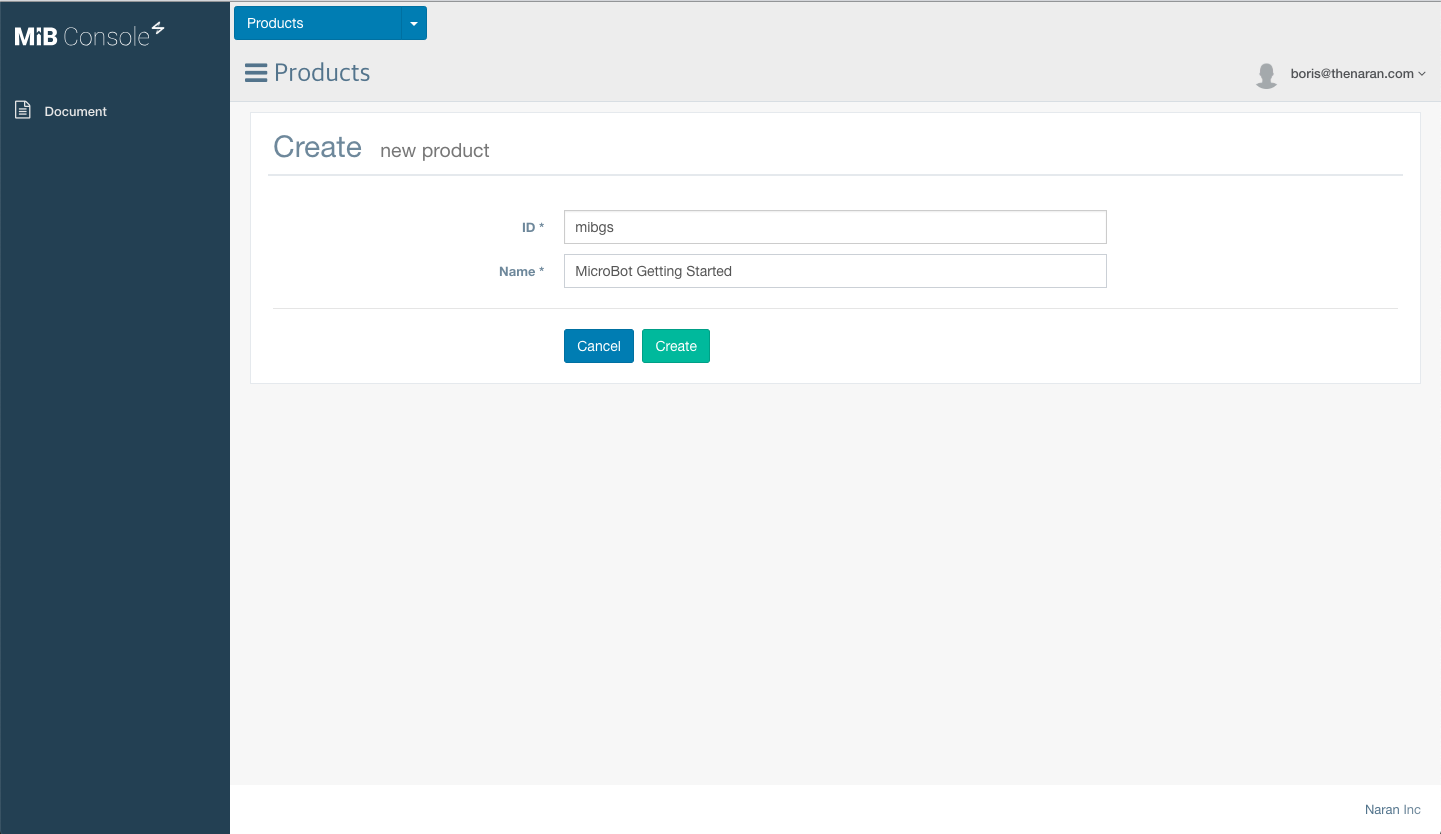 MiB Console
Products
Products
boris@thenaran.com
Document
Create new product
ID *
mibgs
Name *
MicroBot Getting Started
Cancel
Create
Naran Inc